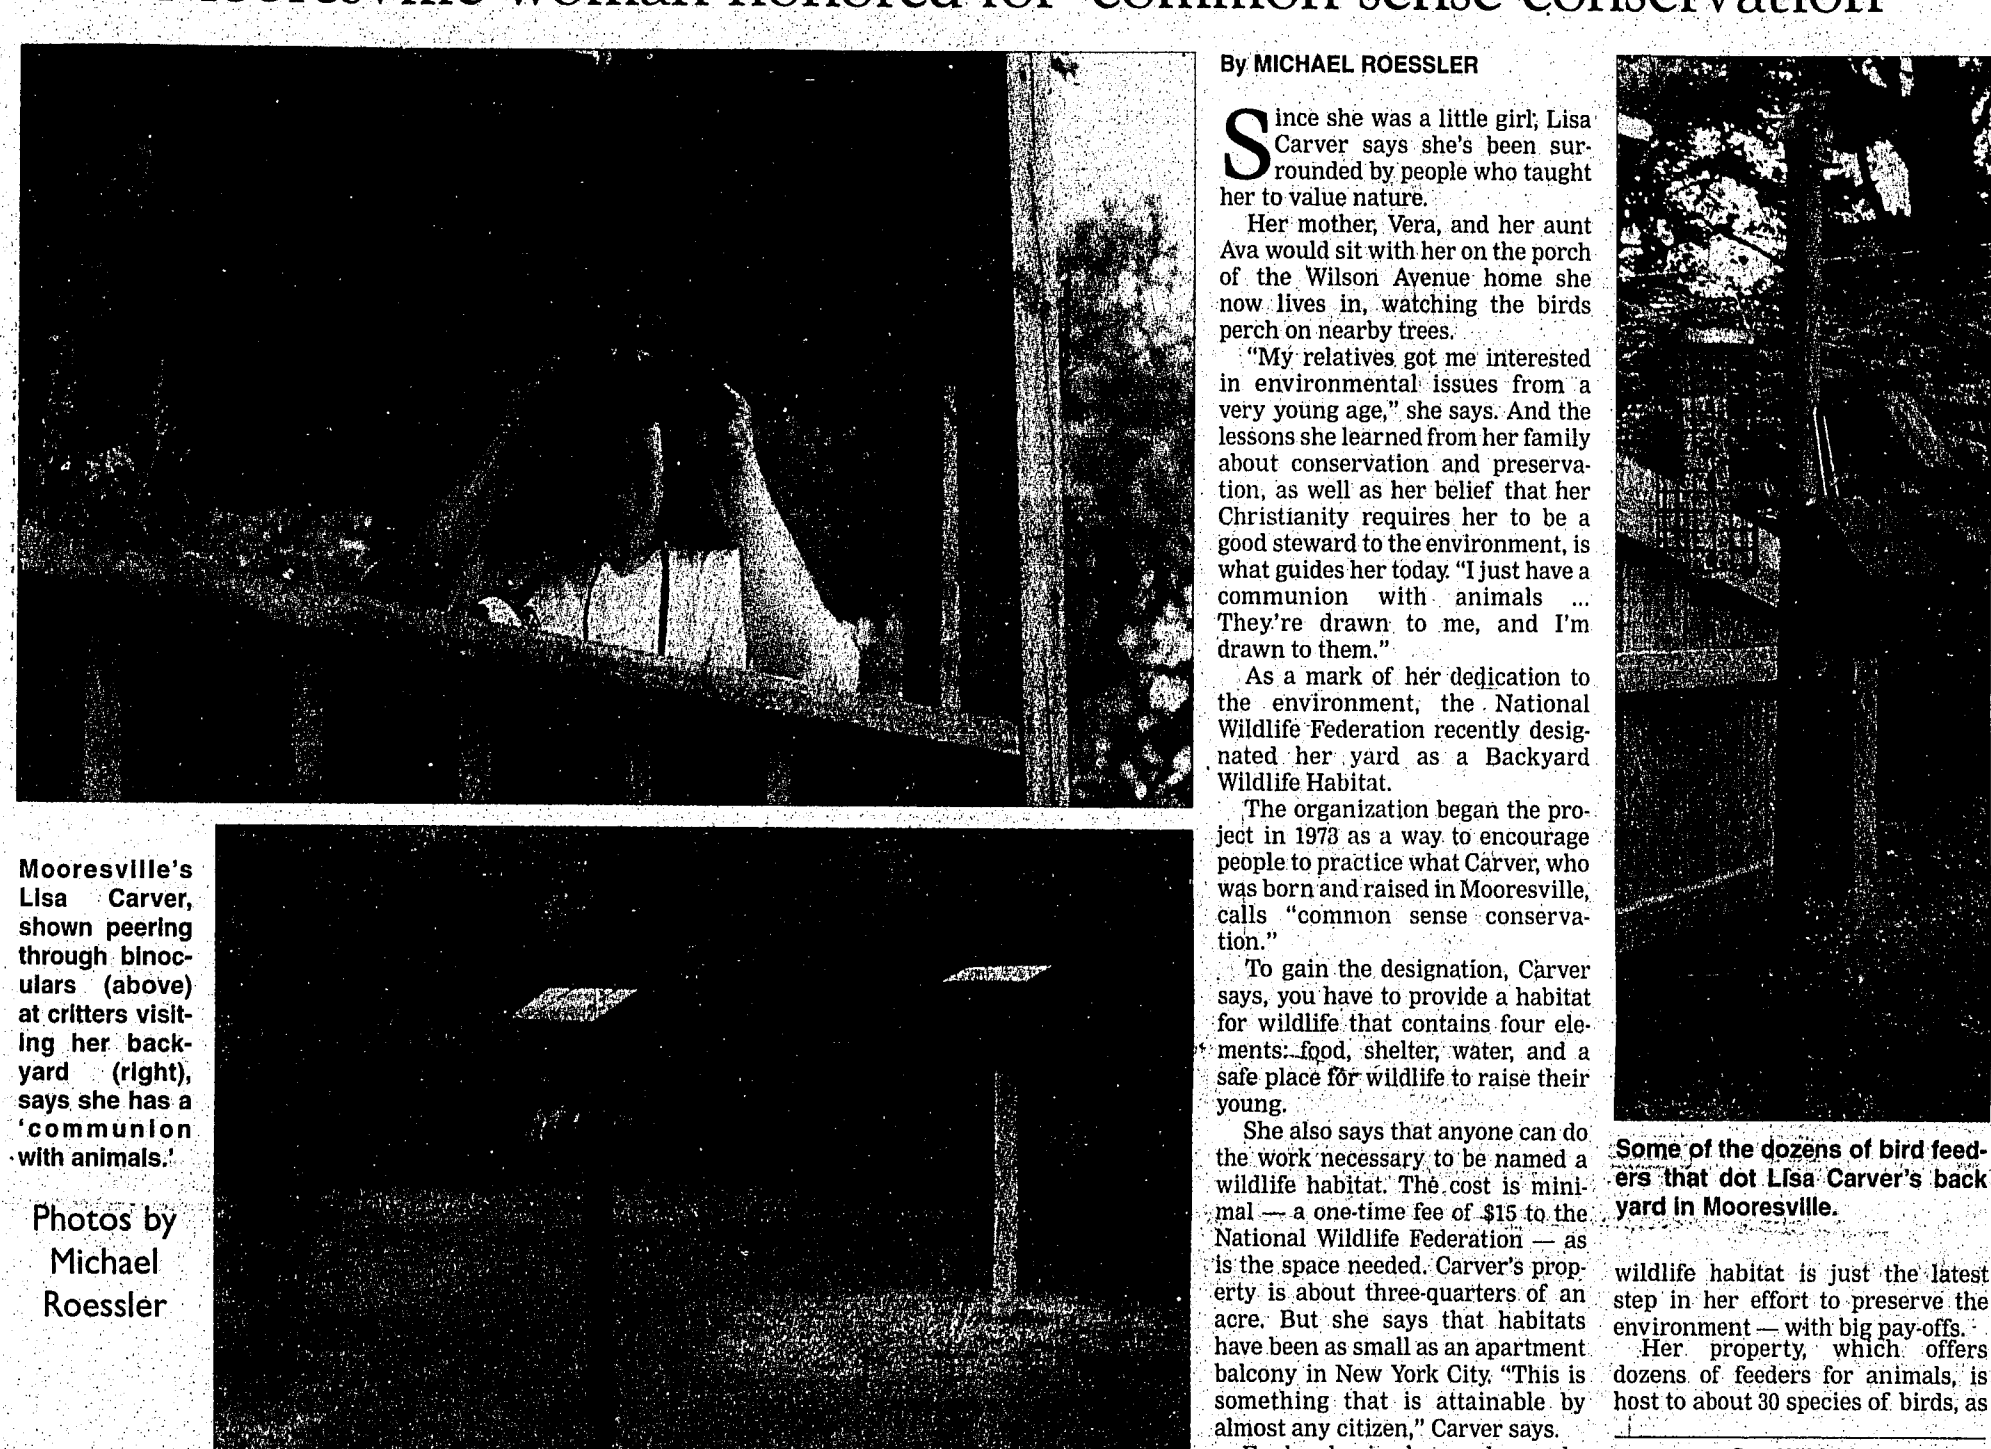 Mooresville woman honored for 'common sense conservation'
By MICHAEL ROESSLER
Since she was a little girl, Lisa
Carver says she's been sur-
rounded by people who taught
her to value nature.
Her mother, Vera, and her aunt
Ava would sit with her on the porch
of the Wilson Avenue home she
now lives in, watching the birds
perch on nearby trees.
"My relatives got me interested
in environmental issues from a
very young age," she says. And the
lessons she learned from her family
about conservation and preserva-
tion, as well as her belief that her
Christianity requires her to be a
good steward to the environment, is
what guides her today. "I just have a
communion with animals ...
They're drawn to me, and I'm
drawn to them."
As a mark of her dedication to
the environment, the National
Wildlife Federation recently desig-
nated her yard as a Backyard
Wildlife Habitat.
The organization began the pro-
ject in 1973 as a way to encourage
people to practice what Carver, who
was born and raised in Mooresville,
calls "common sense conserva-
tion."
To gain the designation, Carver
says, you have to provide a habitat
for wildlife that contains four ele-
ments: food, shelter, water, and a
safe place for wildlife to raise their
young.
She also says that anyone can do
the work necessary to be named a
wildlife habitat. The cost is mini-
mal — a one-time fee of $15 to the
National Wildlife Federation — as
is the space needed. Carver's prop-
erty is about three-quarters of an
acre. But she says that habitats
have been as small as an apartment
balcony in New York City. "This is
something that is attainable by
almost any citizen," Carver says.
Mooresville's
Lisa Carver,
shown peering
through binoc-
ulars (above)
at critters visit-
ing her back-
yard (right),
says she has a
'communion
with animals.'
Photos by
Michael
Roessler
Some of the dozens of bird feed-
ers that dot Lisa Carver's back
yard in Mooresville.
wildlife habitat is just the latest
step in her effort to preserve the
environment — with big pay-offs.
Her property, which offers
dozens of feeders for animals, is
host to about 30 species of birds, as